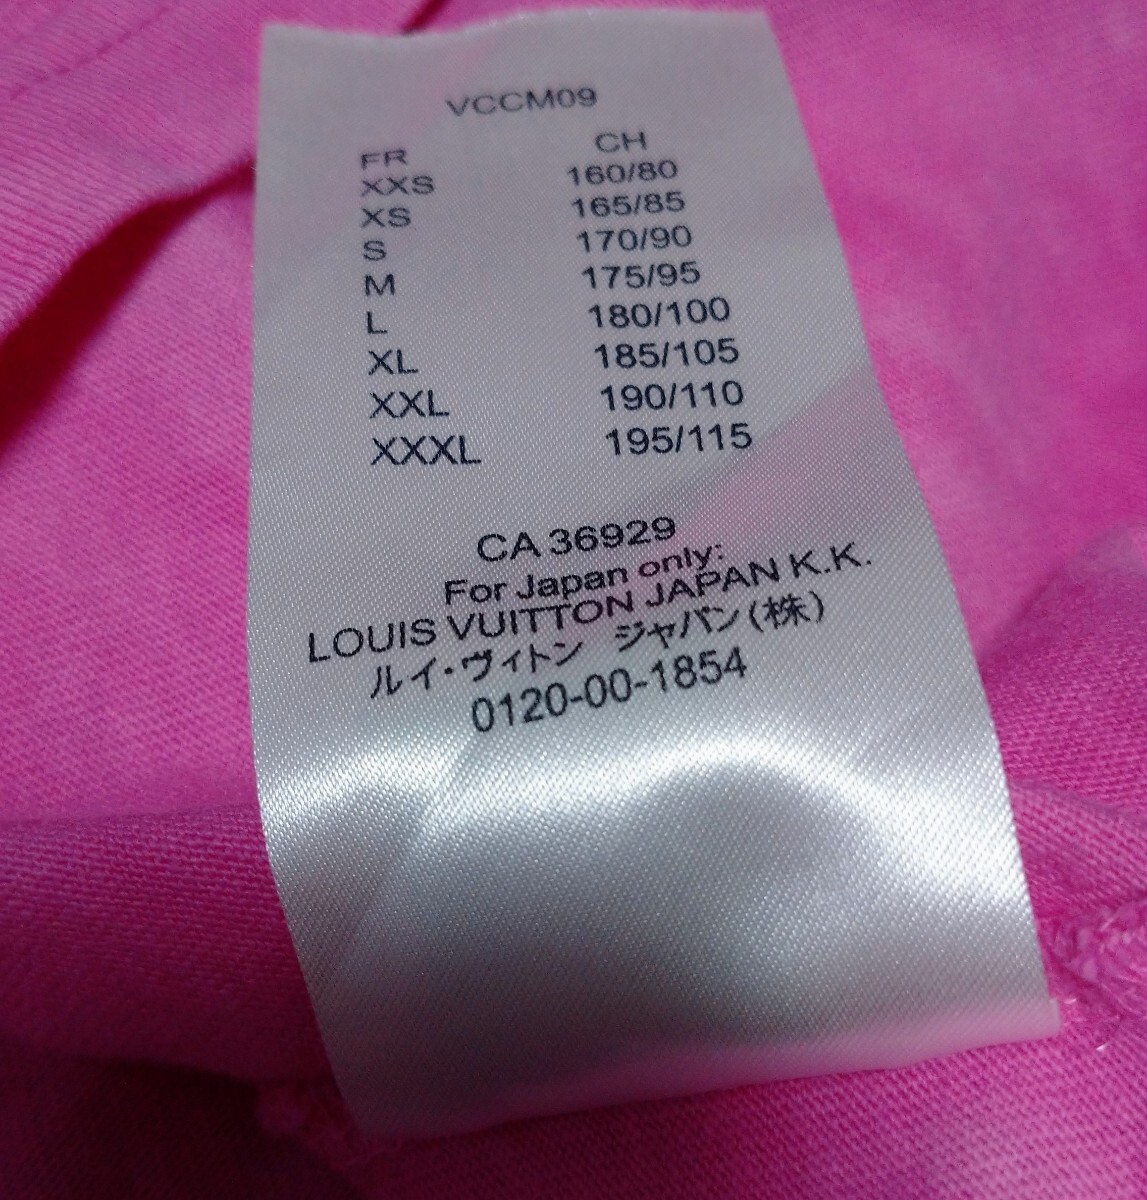 VCCM09
FR CH
XXS 160/80
XS 165/85
S 170/90
M 175/95
L 180/100
XL 185/105
XXL 190/110
XXXL 195/115
CA 36929
For Japan only:
LOUIS VUITTON JAPAN K.K.
ルイ・ヴィトン ジャパン(株)
0120-00-1854